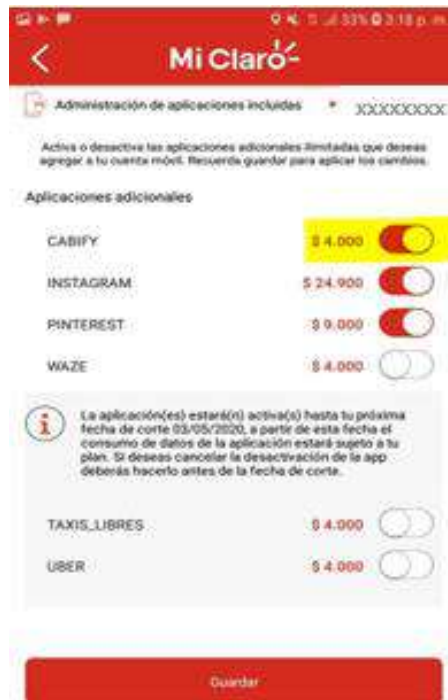 33% 3:18 p. m.
Mi Claro
Administración de aplicaciones incluidas XXXXXXXX
Activa o desactiva las aplicaciones adicionales ilimitadas que deseas
agregar a tu cuenta móvil. Recuerda guardar para aplicar los cambios.
Aplicaciones adicionales
CABIFY $ 4.000
INSTAGRAM $ 24.900
PINTEREST $ 9.000
WAZE $ 4.000
La aplicación(es) estará(n) activa(s) hasta tu próxima
fecha de corte 03/05/2020, a partir de esta fecha el
consumo de datos de la aplicación estará sujeto a tu
plan. Si deseas cancelar la desactivación de la app
deberás hacerlo antes de la fecha de corte.
TAXIS_LIBRES $ 4.000
UBER $ 4.000
Guardar